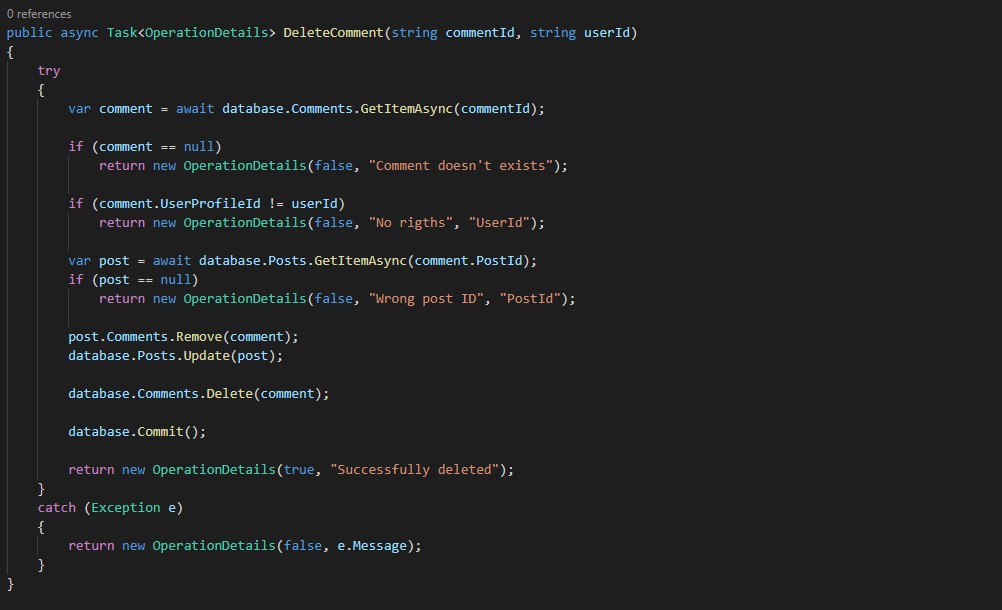 0 references
public async Task<OperationDetails> DeleteComment(string commentId, string userId)
{
    try
    {
        var comment = await database.Comments.GetItemAsync(commentId);

        if (comment == null)
            return new OperationDetails(false, "Comment doesn't exists");

        if (comment.UserProfileId != userId)
            return new OperationDetails(false, "No rigths", "UserId");

        var post = await database.Posts.GetItemAsync(comment.PostId);
        if (post == null)
            return new OperationDetails(false, "Wrong post ID", "PostId");

        post.Comments.Remove(comment);
        database.Posts.Update(post);

        database.Comments.Delete(comment);

        database.Commit();

        return new OperationDetails(true, "Successfully deleted");
    }
    catch (Exception e)
    {
        return new OperationDetails(false, e.Message);
    }
}